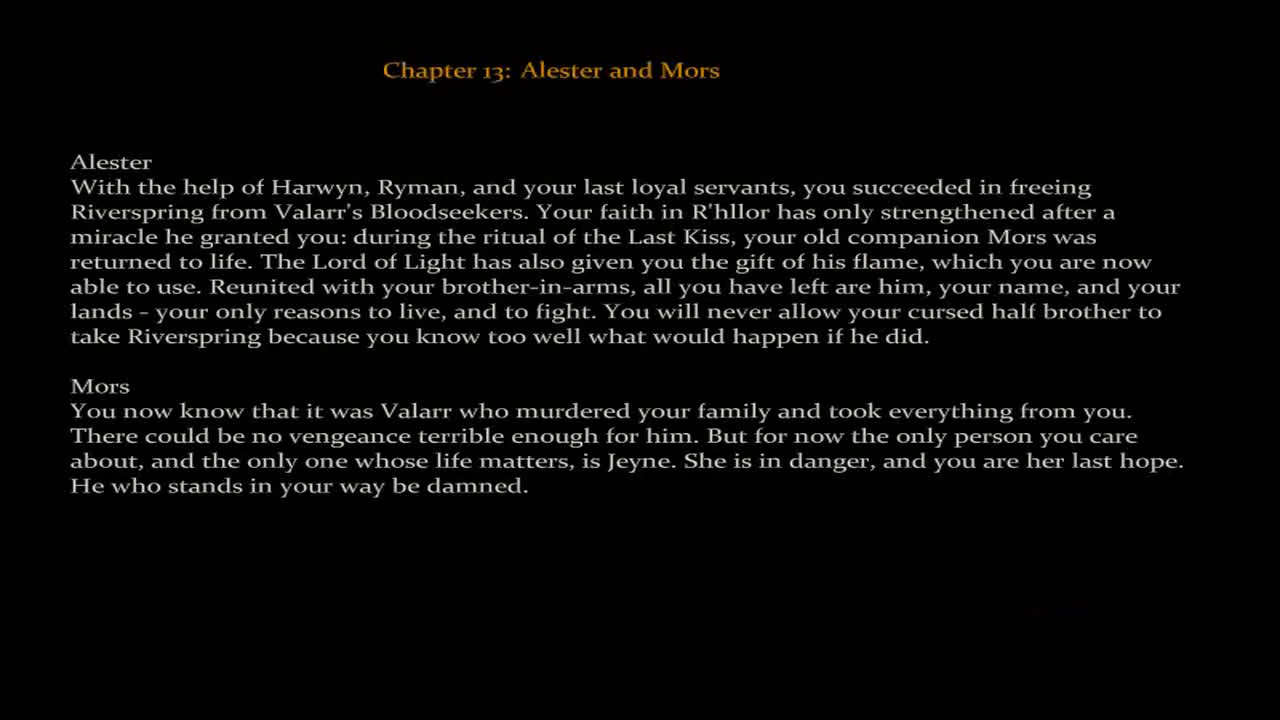 Chapter 13: Alester and Mors
Alester
With the help of Harwyn, Ryman, and your last loyal servants, you succeeded in freeing
Riverspring from Valarr's Bloodseekers. Your faith in R'hllor has only strengthened after a
miracle he granted you: during the ritual of the Last Kiss, your old companion Mors was
returned to life. The Lord of Light has also given you the gift of his flame, which you are now
able to use. Reunited with your brother-in-arms, all you have left are him, your name, and your
lands - your only reasons to live, and to fight. You will never allow your cursed half brother to
take Riverspring because you know too well what would happen if he did.
Mors
You now know that it was Valarr who murdered your family and took everything from you.
There could be no vengeance terrible enough for him. But for now the only person you care
about, and the only one whose life matters, is Jeyne. She is in danger, and you are her last hope.
He who stands in your way be damned.